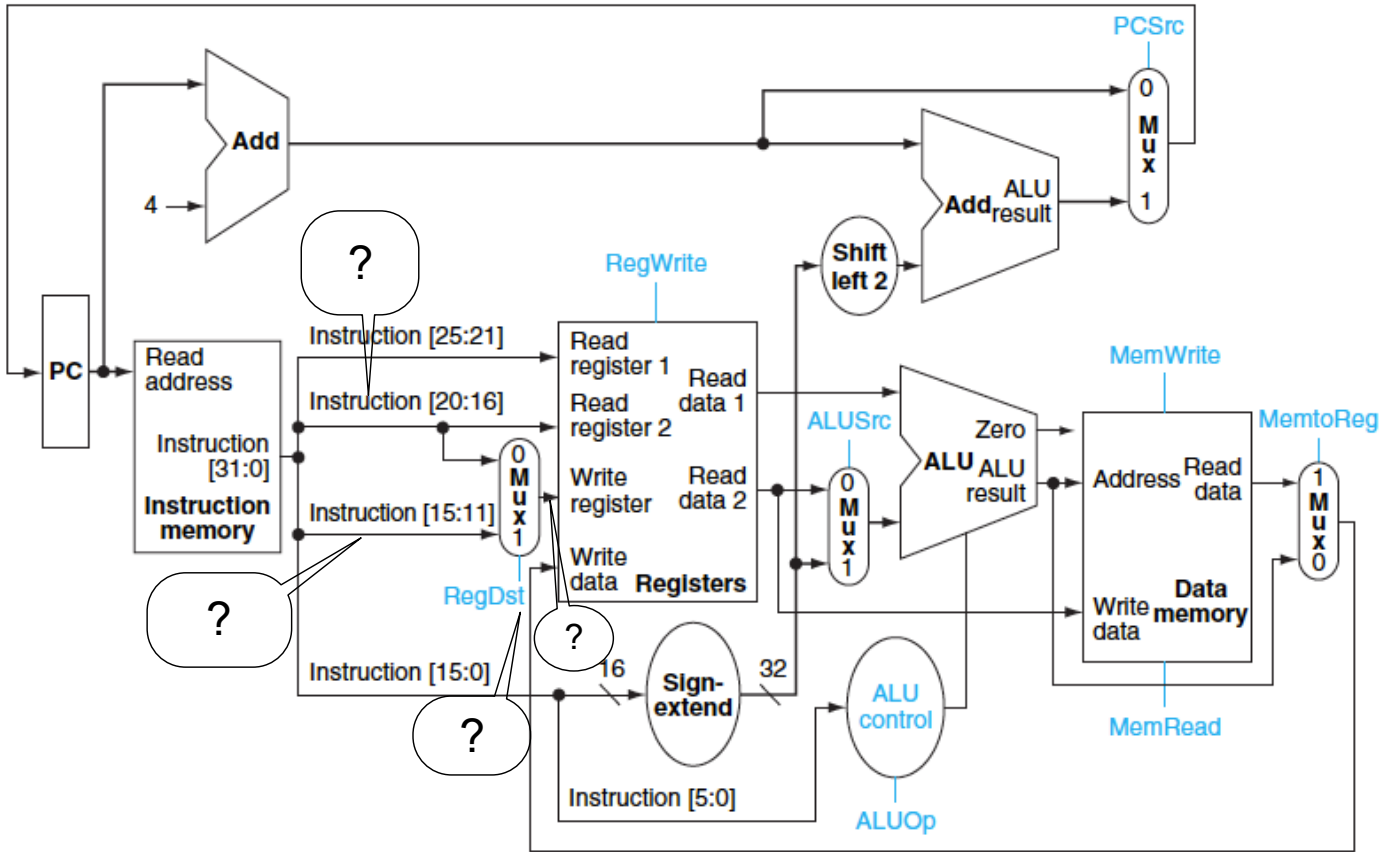 PCSrc
0
M
u
x
1
Add
4
Add
ALU
result
Shift
left 2
?
RegWrite
PC
Read
address
Instruction
[31:0]
Instruction
memory
Instruction [25:21]
Instruction [20:16]
Instruction [15:11]
Instruction [15:0]
0
M
u
x
1
RegDst
?
?
?
Read
register 1
Read
register 2
Write
register
Write
data
Read
data 1
Read
data 2
Registers
16
Sign-
extend
32
Instruction [5:0]
ALUSrc
0
M
u
x
1
Zero
ALU
ALU
result
ALU
control
ALUOp
MemWrite
Address
Read
data
Write
data
Data
memory
MemRead
MemtoReg
1
M
u
x
0